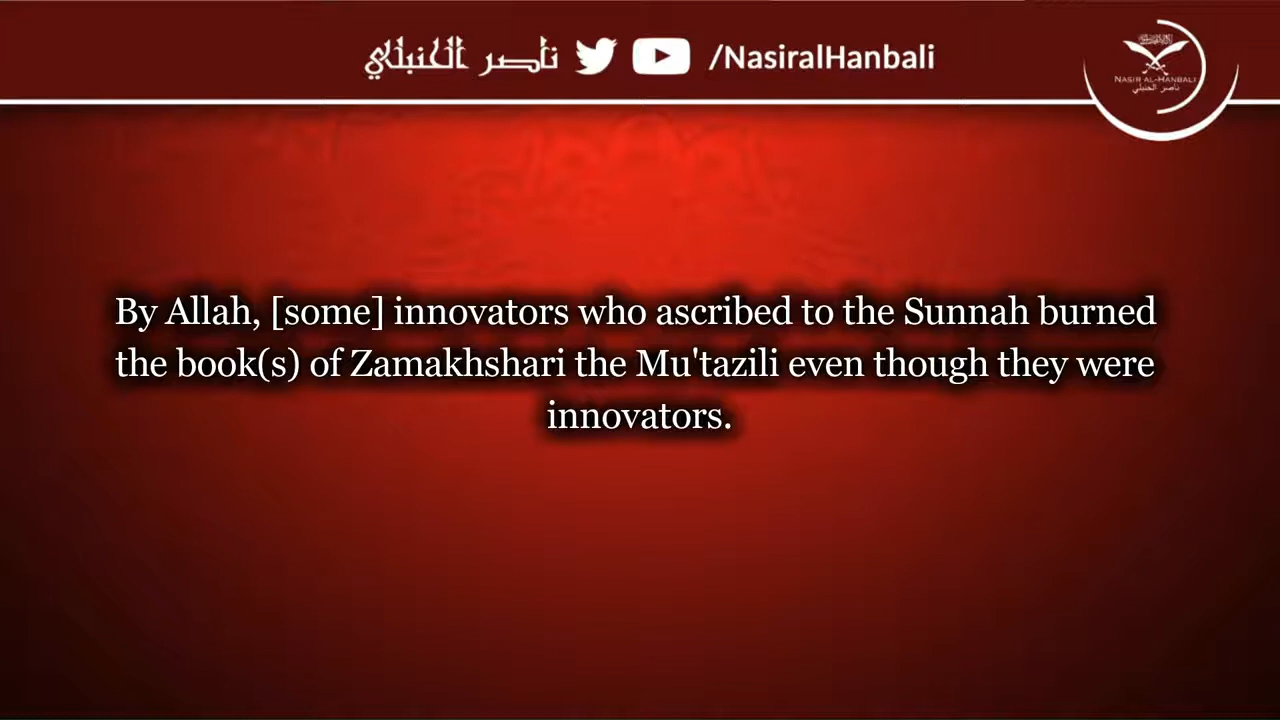 ناصر الحنبلي /NasiralHanbali
NASIR AL-HANBALI
ناصر الحنبلي
By Allah, [some] innovators who ascribed to the Sunnah burned
the book(s) of Zamakhshari the Mu'tazili even though they were
innovators.